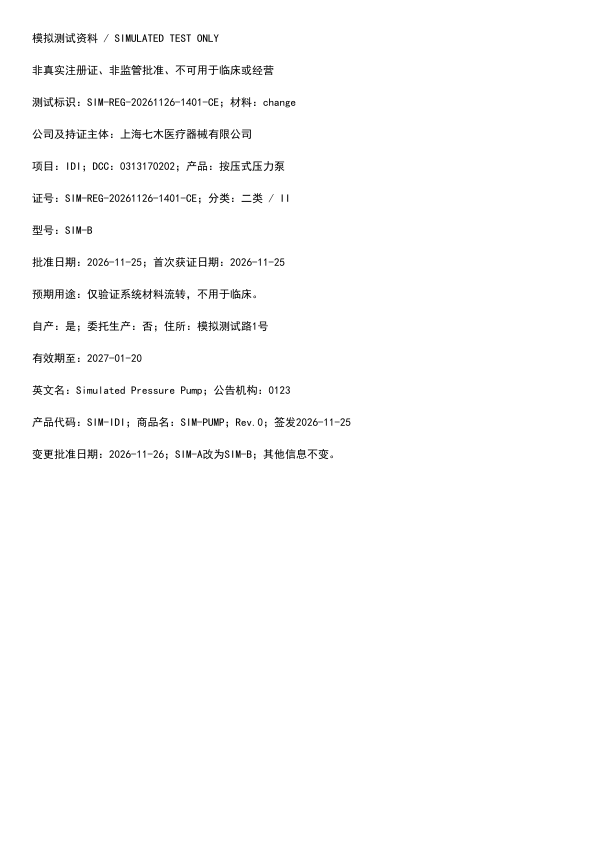 模拟测试资料 / SIMULATED TEST ONLY
非真实注册证、非监管批准、不可用于临床或经营
测试标识: SIM-REG-20261126-1401-CE; 材料: change
公司及持证主体: 上海七木医疗器械有限公司
项目: IDI; DCC: 0313170202; 产品: 按压式压力泵
证号: SIM-REG-20261126-1401-CE; 分类: 二类 / II
型号: SIM-B
批准日期: 2026-11-25; 首次获证日期: 2026-11-25
预期用途: 仅验证系统材料流转, 不用于临床。
自产: 是; 委托生产: 否; 住所: 模拟测试路1号
有效期至: 2027-01-20
英文名: Simulated Pressure Pump; 公告机构: 0123
产品代码: SIM-IDI; 商品名: SIM-PUMP; Rev.0; 签发2026-11-25
变更批准日期: 2026-11-26; SIM-A改为SIM-B; 其他信息不变。